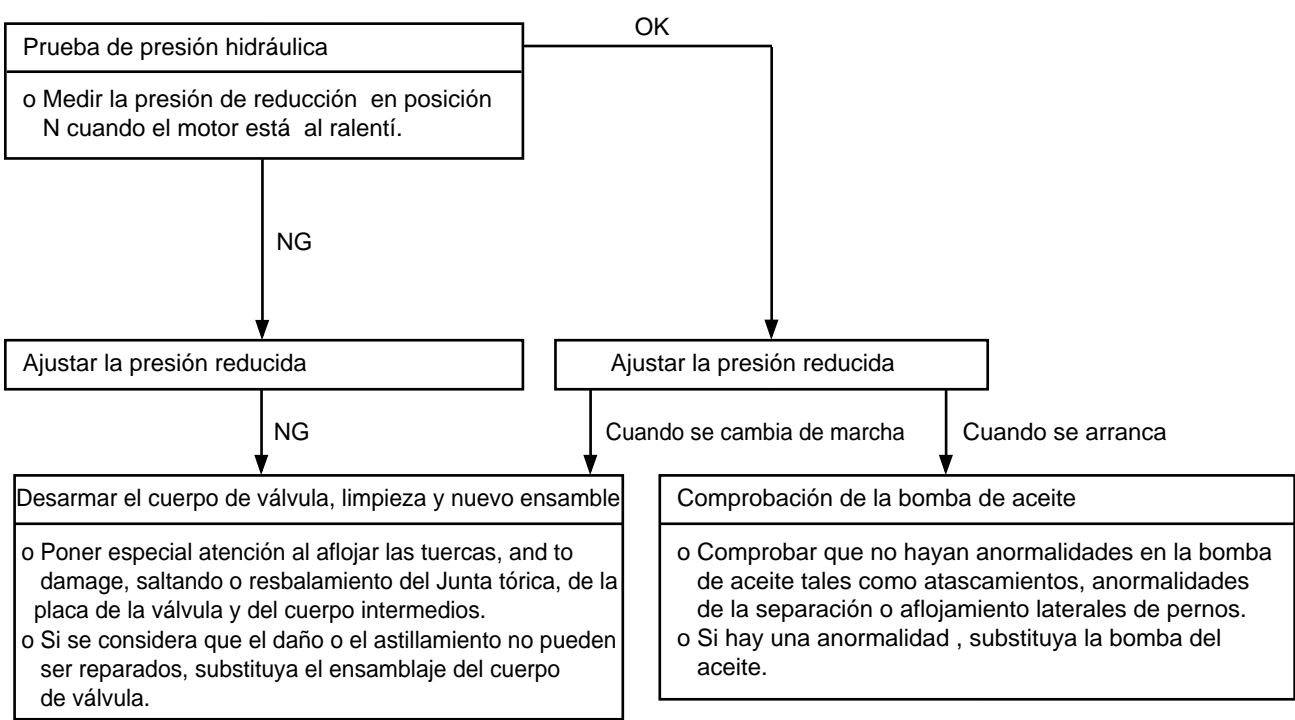 OK
Prueba de presión hidráulica
o Medir la presión de reducción en posición
N cuando el motor está al ralentí.
NG
Ajustar la presión reducida
Ajustar la presión reducida
NG
Cuando se cambia de marcha
Cuando se arranca
Desarmar el cuerpo de válvula, limpieza y nuevo ensamble
o Poner especial atención al aflojar las tuercas, and to
damage, saltando o resbalamiento del Junta tórica, de la
placa de la válvula y del cuerpo intermedios.
o Si se considera que el daño o el astillamiento no pueden
ser reparados, substituya el ensamblaje del cuerpo
de válvula.
Comprobación de la bomba de aceite
o Comprobar que no hayan anormalidades en la bomba
de aceite tales como atascamientos, anormalidades
de la separación o aflojamiento laterales de pernos.
o Si hay una anormalidad , substituya la bomba del
aceite.